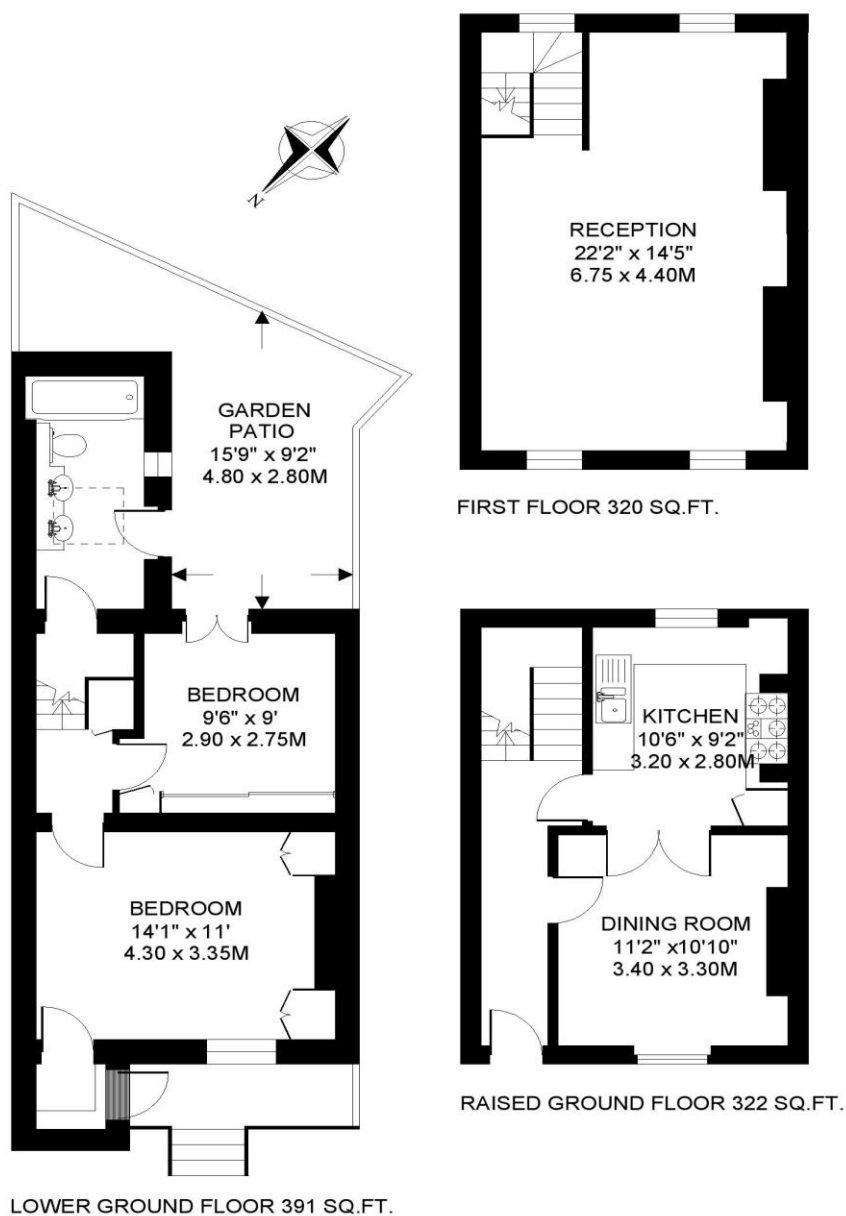 N
RECEPTION
22'2" x 14'5"
6.75 x 4.40M
FIRST FLOOR 320 SQ.FT.
GARDEN
PATIO
15'9" x 9'2"
4.80 x 2.80M
BEDROOM
9'6" x 9'
2.90 x 2.75M
BEDROOM
14'1" x 11'
4.30 x 3.35M
LOWER GROUND FLOOR 391 SQ.FT.
KITCHEN
10'6" x 9'2"
3.20 x 2.80M
DINING ROOM
11'2" x10'10"
3.40 x 3.30M
RAISED GROUND FLOOR 322 SQ.FT.